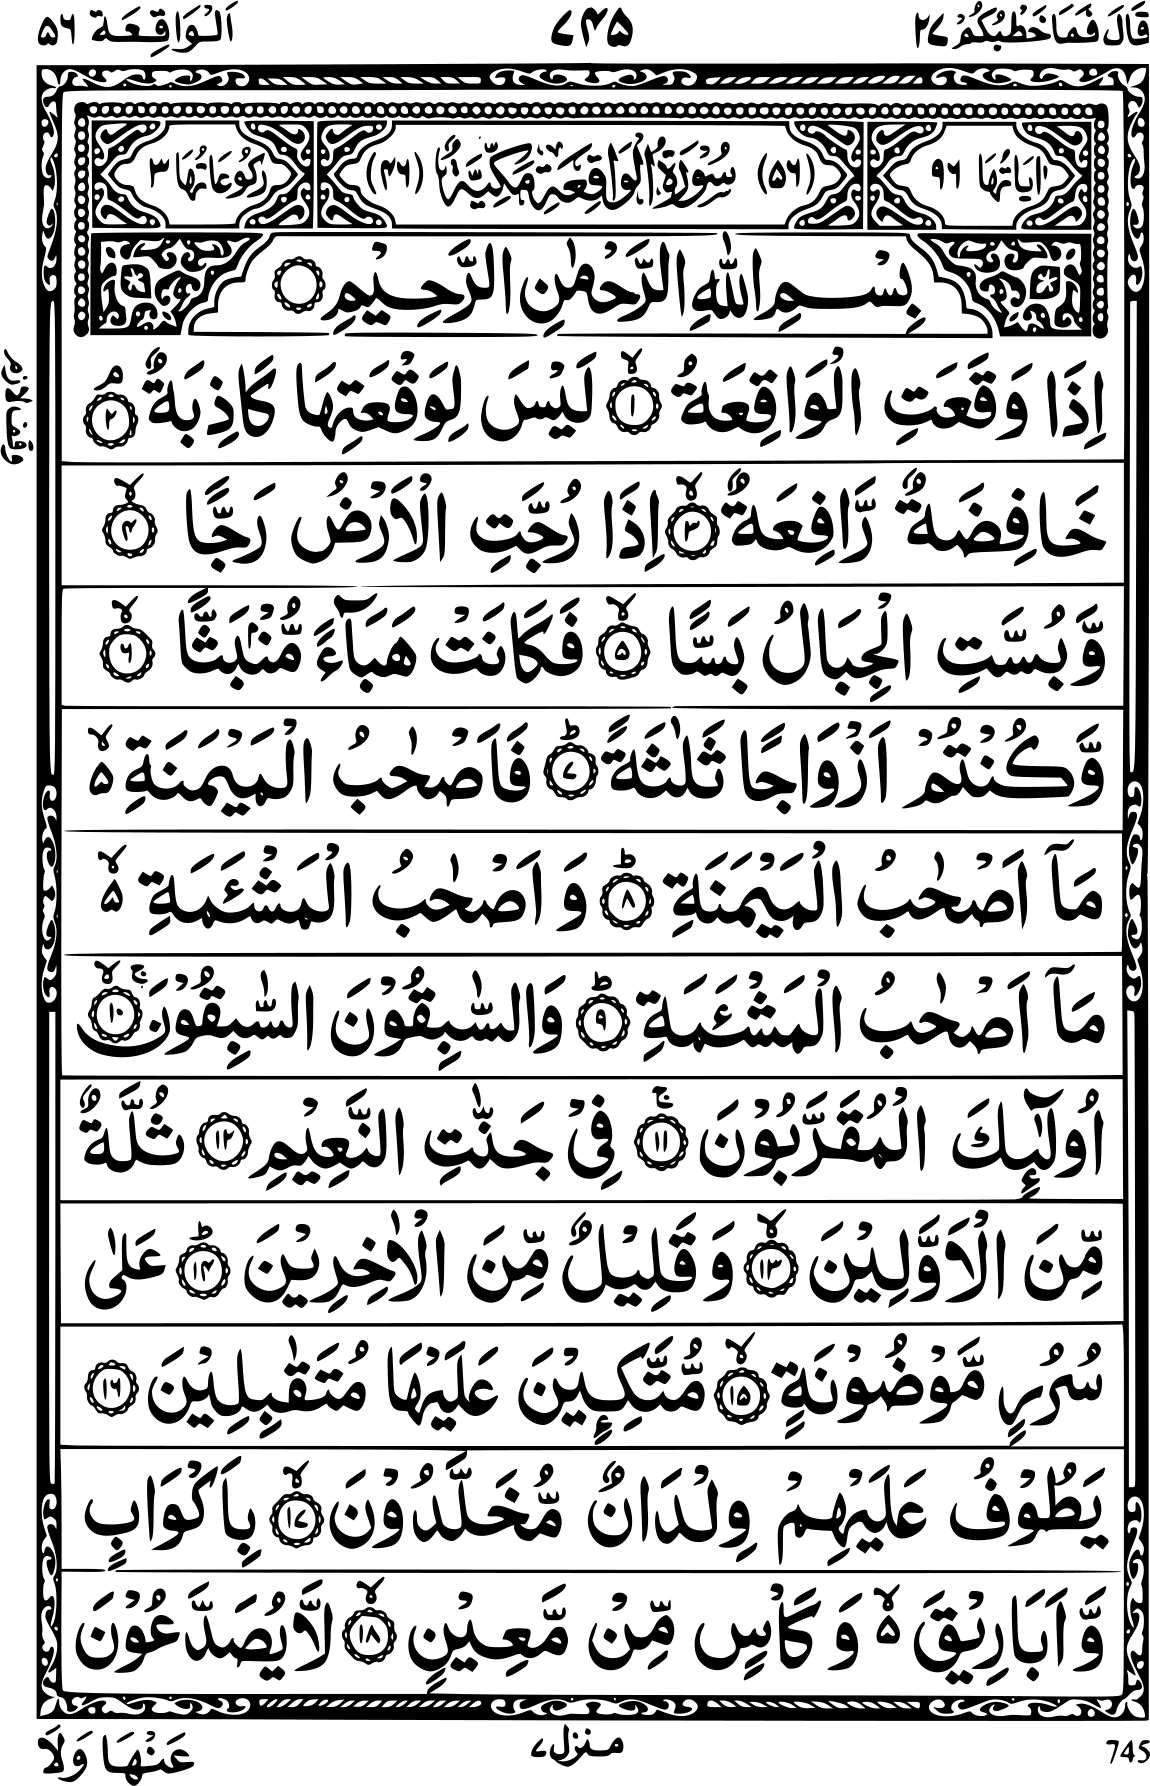 قَالَ فَمَا خَطْبُكُمْ ٢٧ ٧٤٥ اَلْوَاقِعَة ٥٦
اٰيَاتُهَا ٩٦ (٥٦) سُوْرَةُ الْوَاقِعَةِ مَكِّيَّةٌ (٤٦) رُكُوْعَاتُهَا ٣
بِسْمِ اللّٰهِ الرَّحْمٰنِ الرَّحِيْمِ
اِذَا وَقَعَتِ الْوَاقِعَةُ ۙ﴿١﴾ لَيْسَ لِوَقْعَتِهَا كَاذِبَةٌ ۘ﴿٢﴾
وقف لازم
خَافِضَةٌ رَّافِعَةٌ ۙ﴿٣﴾ اِذَا رُجَّتِ الْاَرْضُ رَجًّا ۙ﴿٤﴾
وَّبُسَّتِ الْجِبَالُ بَسًّا ۙ﴿٥﴾ فَكَانَتْ هَبَآءً مُّنْۢبَثًّا ۙ﴿٦﴾
وَّكُنْتُمْ اَزْوَاجًا ثَلٰثَةً ؕ﴿٧﴾ فَاَصْحٰبُ الْمَيْمَنَةِ ۙ۵
مَاۤ اَصْحٰبُ الْمَيْمَنَةِ ؕ﴿٨﴾ وَ اَصْحٰبُ الْمَشْـَٔمَةِ ۙ۵
مَاۤ اَصْحٰبُ الْمَشْـَٔمَةِ ؕ﴿٩﴾ وَالسّٰبِقُوْنَ السّٰبِقُوْنَ ۚۙ﴿١٠﴾
اُولٰٓئِكَ الْمُقَرَّبُوْنَ ۚ﴿١١﴾ فِيْ جَنّٰتِ النَّعِيْمِ ﴿١٢﴾ ثُلَّةٌ
مِّنَ الْاَوَّلِيْنَ ۙ﴿١٣﴾ وَقَلِيْلٌ مِّنَ الْاٰخِرِيْنَ ؕ﴿١٤﴾ عَلٰى
سُرُرٍ مَّوْضُوْنَةٍ ۙ﴿١٥﴾ مُّتَّكِـِٕيْنَ عَلَيْهَا مُتَقٰبِلِيْنَ ﴿١٦﴾
يَطُوْفُ عَلَيْهِمْ وِلْدَانٌ مُّخَلَّدُوْنَ ۙ﴿١٧﴾ بِاَكْوَابٍ
وَّاَبَارِيْقَ ۙ۵ وَكَاْسٍ مِّنْ مَّعِيْنٍ ۙ﴿١٨﴾ لَّا يُصَدَّعُوْنَ
عَنْهَا وَلَا
منزل ٧
745